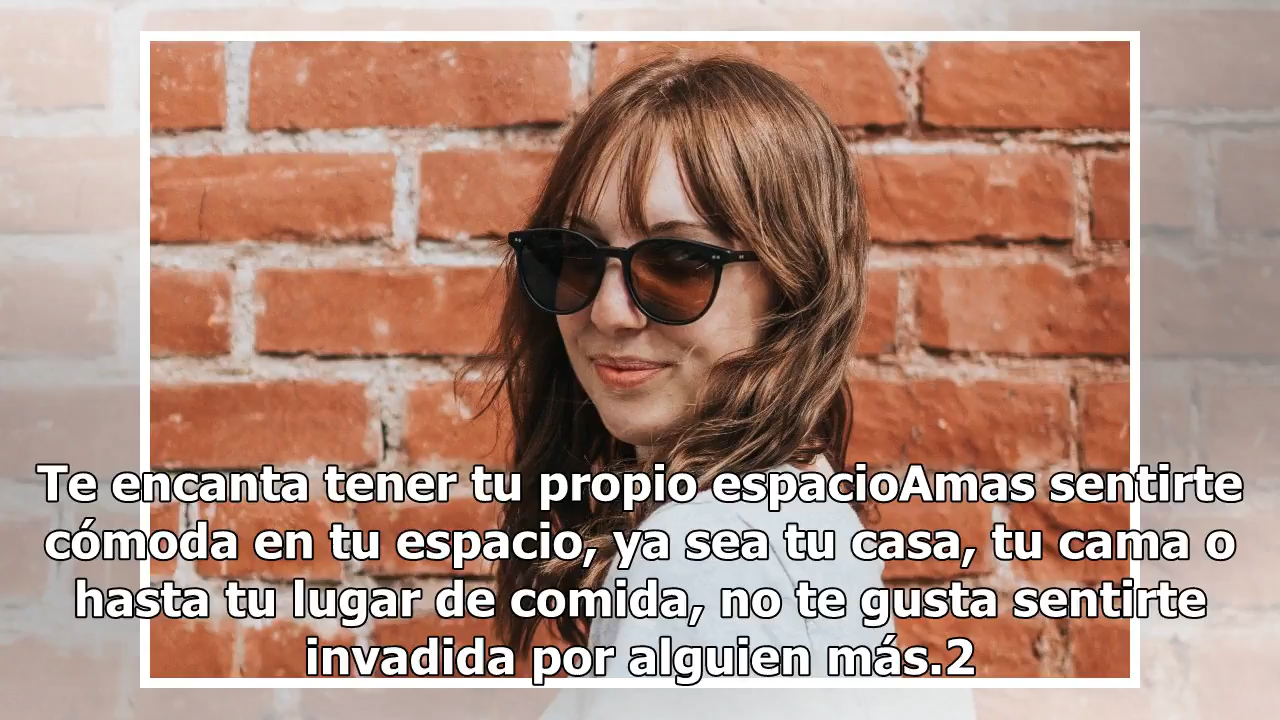 Te encanta tener tu propio espacioAmas sentirte
cómoda en tu espacio, ya sea tu casa, tu cama o
hasta tu lugar de comida, no te gusta sentirte
invadida por alguien más.2